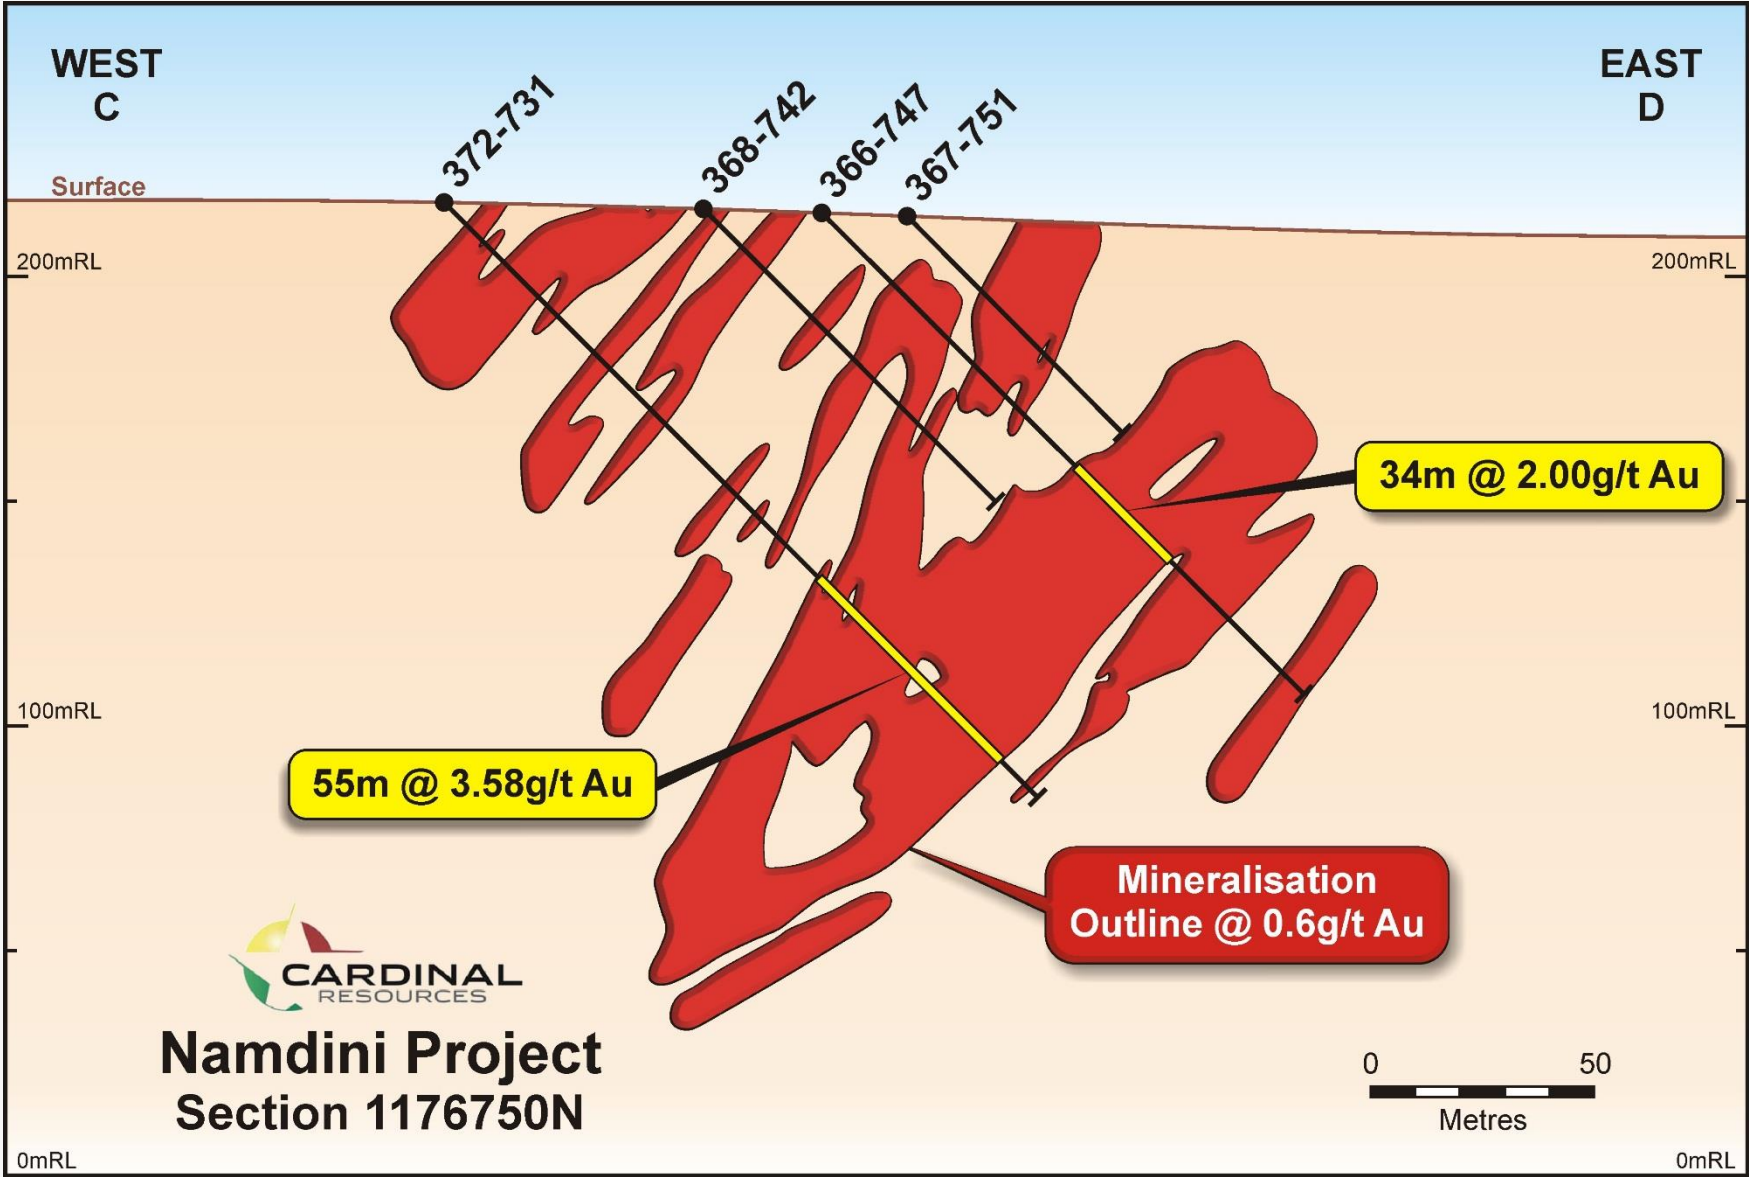 WEST
C
EAST
D
372-731
368-742
366-747
367-751
Surface
200mRL
200mRL
34m @ 2.00g/t Au
100mRL
100mRL
55m @ 3.58g/t Au
Mineralisation
Outline @ 0.6g/t Au
CARDINAL
RESOURCES
Namdini Project
Section 1176750N
0 50
Metres
0mRL
0mRL